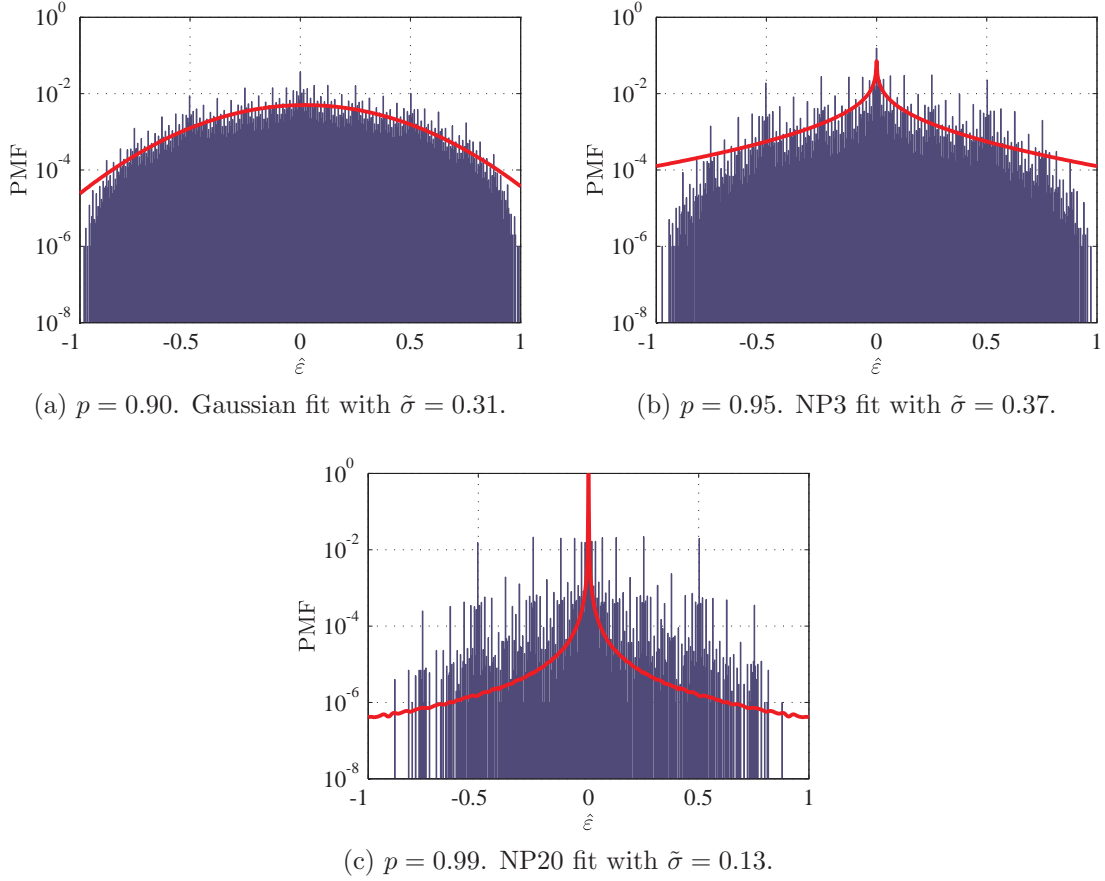 10^0
10^-2
10^-4
10^-6
10^-8
PMF
-1 -0.5 0 0.5 1
ε̂
(a) p = 0.90. Gaussian fit with σ̃ = 0.31.
10^0
10^-2
10^-4
10^-6
10^-8
PMF
-1 -0.5 0 0.5 1
ε̂
(b) p = 0.95. NP3 fit with σ̃ = 0.37.
10^0
10^-2
10^-4
10^-6
10^-8
PMF
-1 -0.5 0 0.5 1
ε̂
(c) p = 0.99. NP20 fit with σ̃ = 0.13.